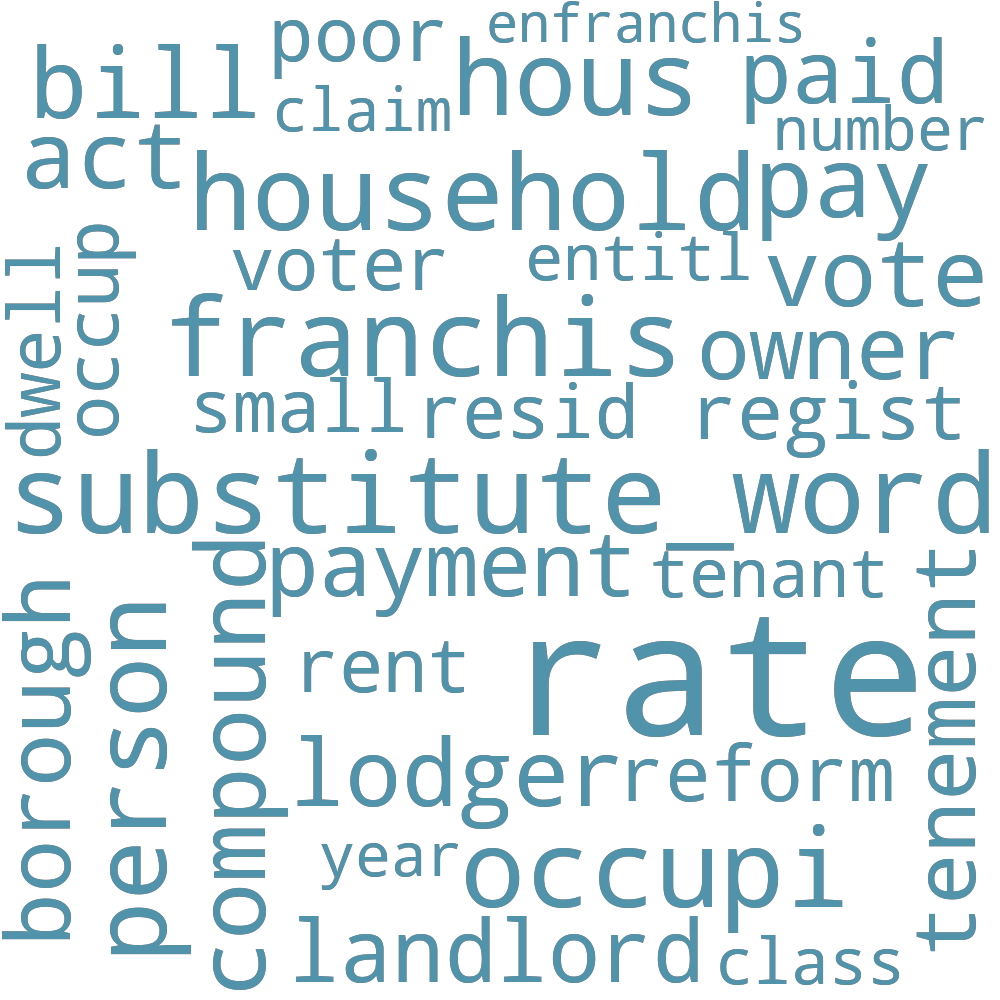 poor
enfranchis
bill
hous
paid
claim
number
act
household
pay
voter
entitl
vote
dwell
occup
franchis
owner
small
resid
regist
substitute_word
compound
payment
tenant
tenement
borough
person
rent
rate
lodger
reform
year
occupi
landlord
class